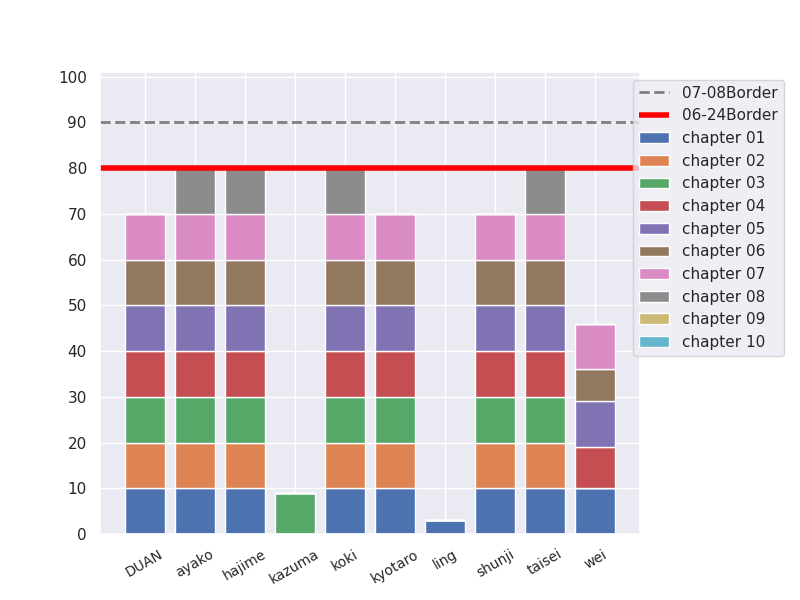 100
90
80
70
60
50
40
30
20
10
0
DUAN
ayako
hajime
kazuma
koki
kyotaro
ling
shunji
taisei
wei
07-08Border
06-24Border
chapter 01
chapter 02
chapter 03
chapter 04
chapter 05
chapter 06
chapter 07
chapter 08
chapter 09
chapter 10